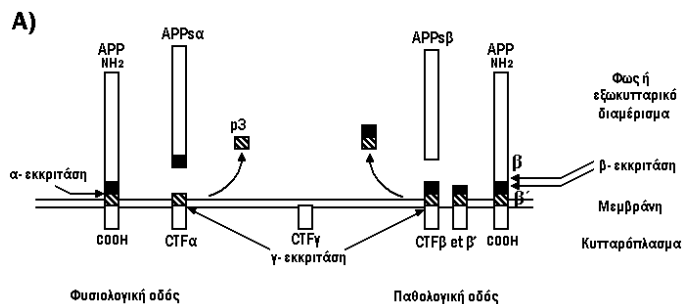 A)
APP
NH2
APPsα
p3
α- εκκριτάση
COOH
CTFα
CTFγ
γ- εκκριτάση
Φυσιολογική οδός
APPsβ
APP
NH2
β
β- εκκριτάση
β´
CTFβ et β´
COOH
Παθολογική οδός
Φως ή
εξωκυτταρικό
διαμέρισμα
Μεμβράνη
Κυτταρόπλασμα